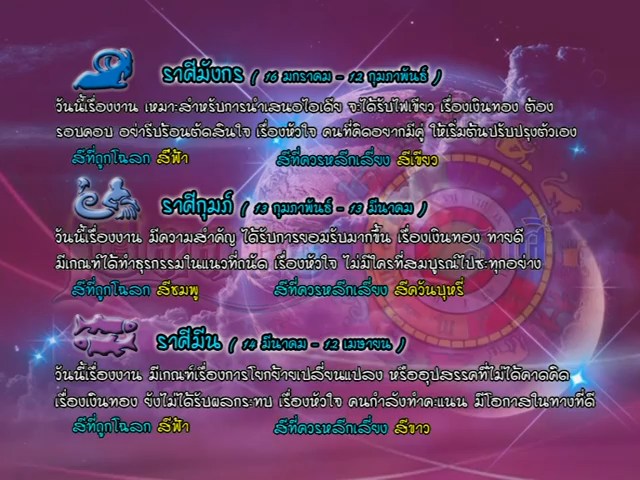 ราศีมังกร ( 16 มกราคม - 12 กุมภาพันธ์ )
วันนี้เรื่องงาน เหมาะสำหรับการนำเสนอไอเดีย จะได้รับไฟเขียว เรื่องเงินทอง ต้อง
รอบคอบ อย่ารีบร้อนตัดสินใจ เรื่องหัวใจ คนที่คิดอยากมีคู่ ให้เริ่มต้นปรับปรุงตัวเอง
สีที่ถูกโฉลก สีฟ้า สีที่ควรหลีกเลี่ยง สีเขียว
ราศีกุมภ์ ( 13 กุมภาพันธ์ - 13 มีนาคม )
วันนี้เรื่องงาน มีความสำคัญ ได้รับการยอมรับมากขึ้น เรื่องเงินทอง ทายดี
มีเกณฑ์ได้ทำธุรกรรมในแนวที่ถนัด เรื่องหัวใจ ไม่มีใครที่สมบูรณ์ไปซะทุกอย่าง
สีที่ถูกโฉลก สีชมพู สีที่ควรหลีกเลี่ยง สีควันบุหรี่
ราศีมีน ( 14 มีนาคม - 12 เมษายน )
วันนี้เรื่องงาน มีเกณฑ์เรื่องการโยกย้ายเปลี่ยนแปลง หรืออุปสรรคที่ไม่ได้คาดคิด
เรื่องเงินทอง ยังไม่ได้รับผลกระทบ เรื่องหัวใจ คนกำลังทำคะแนน มีโอกาสในทางที่ดี
สีที่ถูกโฉลก สีฟ้า สีที่ควรหลีกเลี่ยง สีขาว